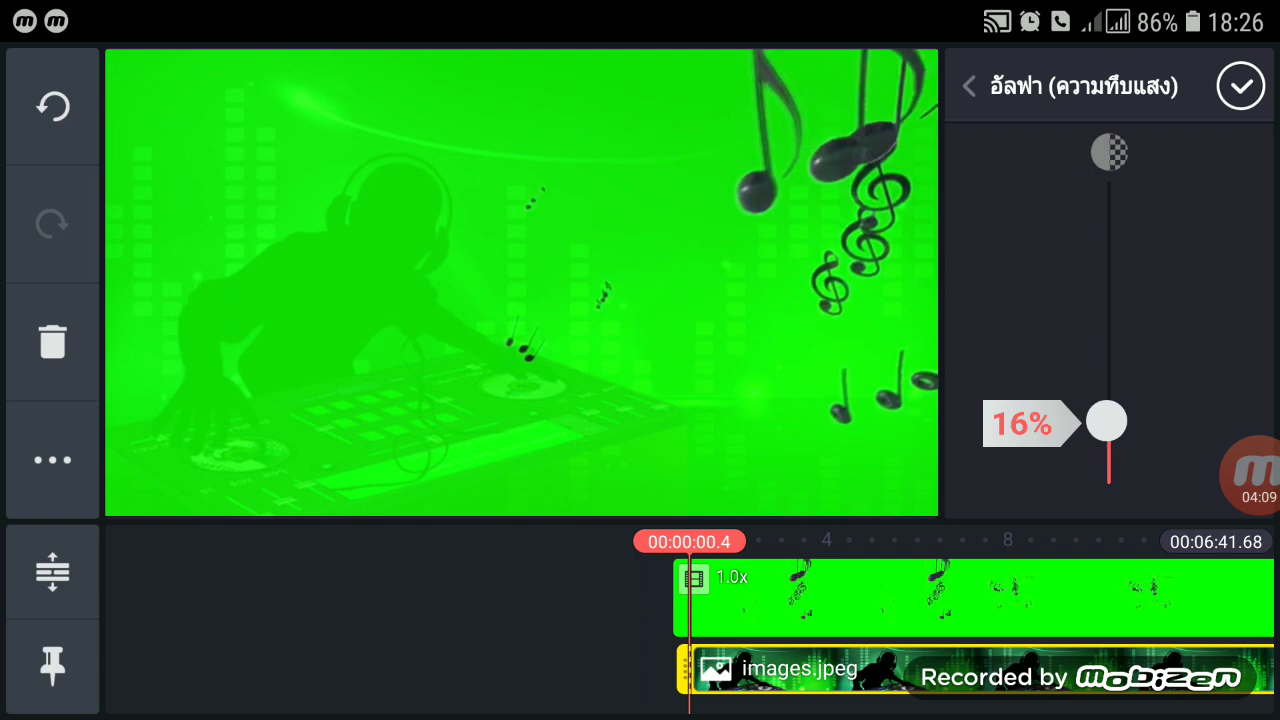 86% 18:26
อัลฟา (ความทึบแสง)
16%
04:09
00:00:00.4 4 8 00:06:41.68
1.0x
images.jpeg
Recorded by mobizen